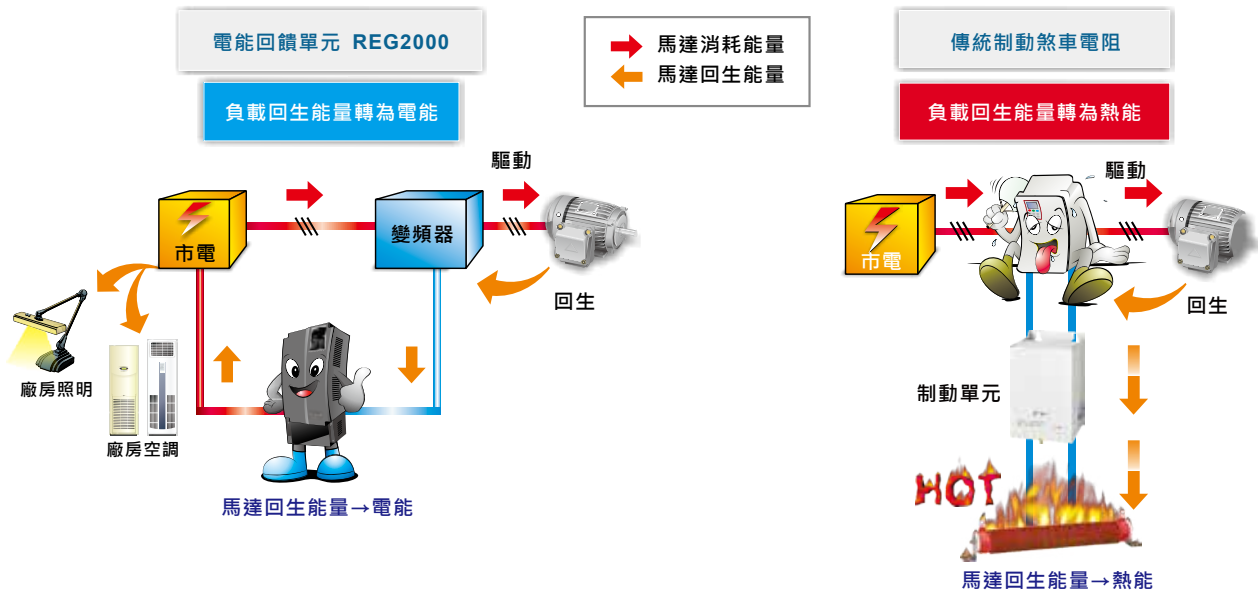 電能回饋單元 REG2000
負載回生能量轉為電能
馬達消耗能量
馬達回生能量
傳統制動煞車電阻
負載回生能量轉為熱能
驅動
市電
變頻器
回生
廠房照明
廠房空調
馬達回生能量→電能
驅動
市電
回生
制動單元
HOT
馬達回生能量→熱能